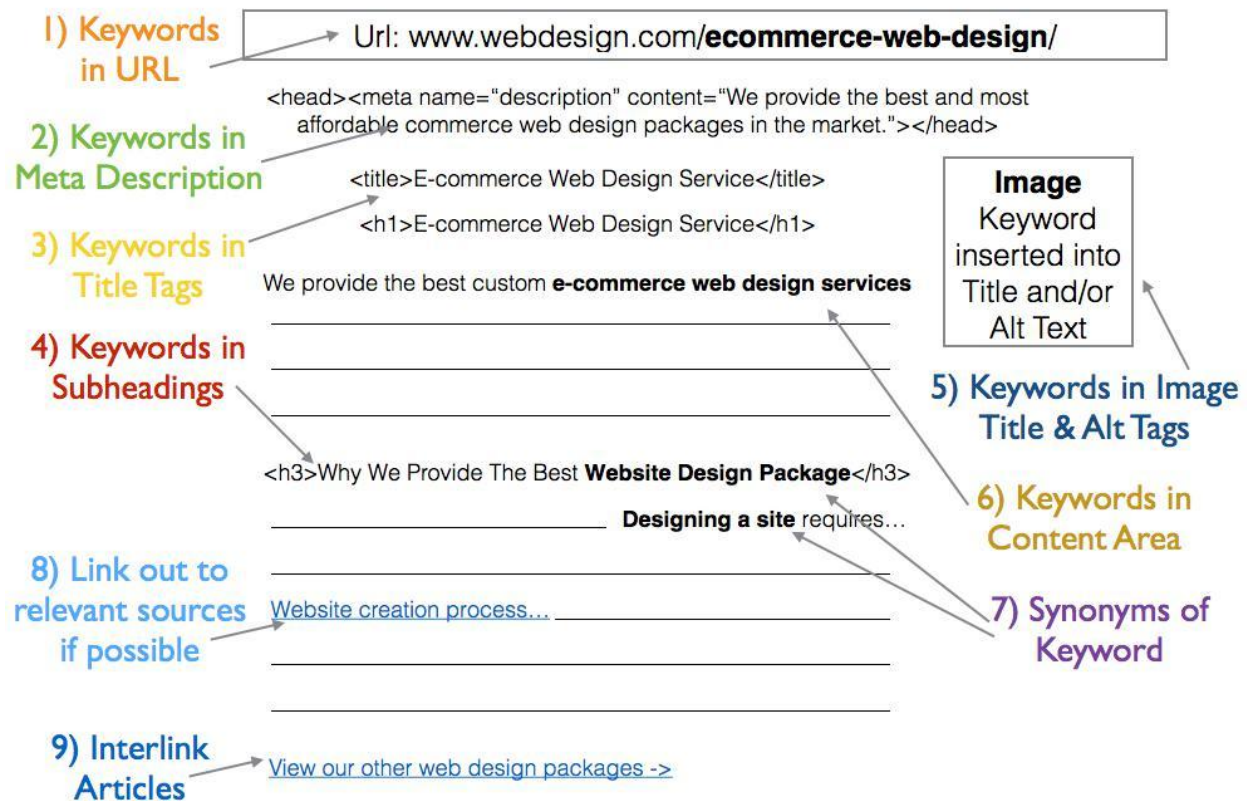 1) Keywords
in URL
Url: www.webdesign.com/ecommerce-web-design/
<head><meta name=“description” content=“We provide the best and most
affordable commerce web design packages in the market."></head>
2) Keywords in
Meta Description
<title>E-commerce Web Design Service</title>
<h1>E-commerce Web Design Service</h1>
3) Keywords in
Title Tags
Image
Keyword
inserted into
Title and/or
Alt Text
We provide the best custom e-commerce web design services
4) Keywords in
Subheadings
5) Keywords in Image
Title & Alt Tags
<h3>Why We Provide The Best Website Design Package</h3>
6) Keywords in
Content Area
Designing a site requires…
8) Link out to
relevant sources
if possible
Website creation process…
7) Synonyms of
Keyword
9) Interlink
Articles
View our other web design packages ->